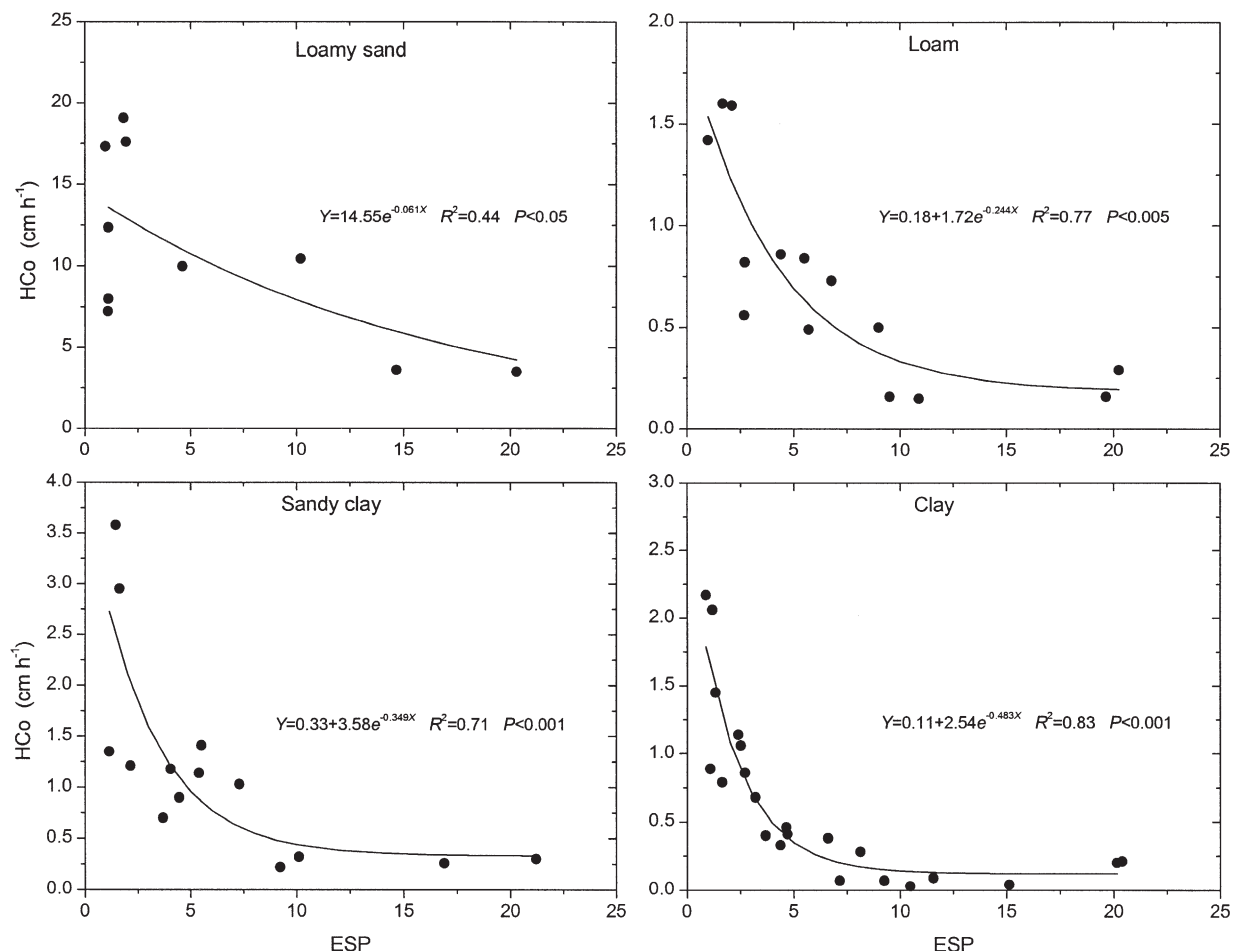 Loamy sand
25
20
15
10
5
0
HCo (cm h⁻¹)
Y=14.55e^-0.061X R²=0.44 P<0.05
0 5 10 15 20 25
Loam
2.0
1.5
1.0
0.5
0.0
Y=0.18+1.72e^-0.244X R²=0.77 P<0.005
0 5 10 15 20 25
Sandy clay
4.0
3.5
3.0
2.5
2.0
1.5
1.0
0.5
0.0
HCo (cm h⁻¹)
Y=0.33+3.58e^-0.349X R²=0.71 P<0.001
0 5 10 15 20 25
ESP
Clay
3.0
2.5
2.0
1.5
1.0
0.5
0.0
Y=0.11+2.54e^-0.483X R²=0.83 P<0.001
0 5 10 15 20 25
ESP